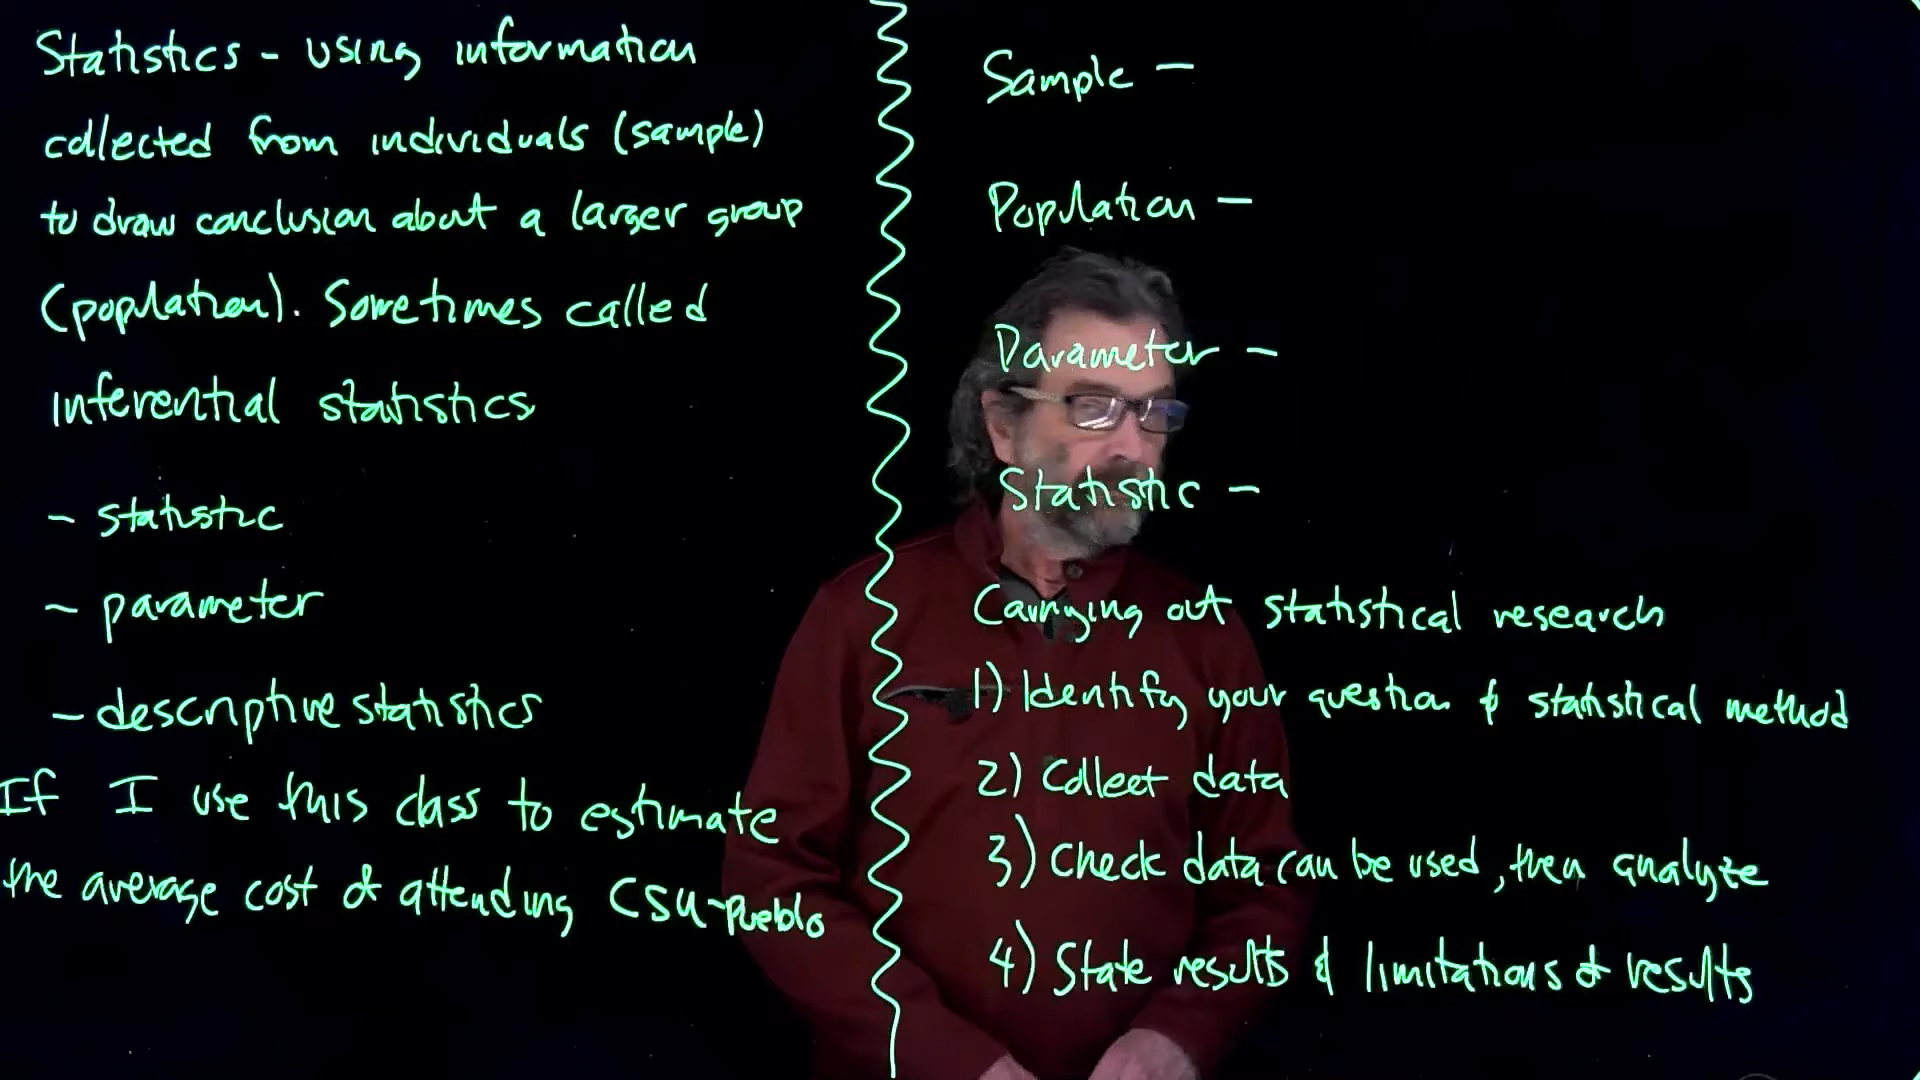 Statistics - using information
collected from individuals (sample)
to draw conclusion about a larger group
(population). Sometimes called
inferential statistics
- statistic
- parameter
- descriptive statistics
If I use this class to estimate
the average cost of attending CSU-Pueblo
Sample -
Population -
Parameter -
Statistic -
Carrying out statistical research
1) Identify your question & statistical method
2) Collect data
3) Check data can be used, then analyze
4) State results & limitations of results